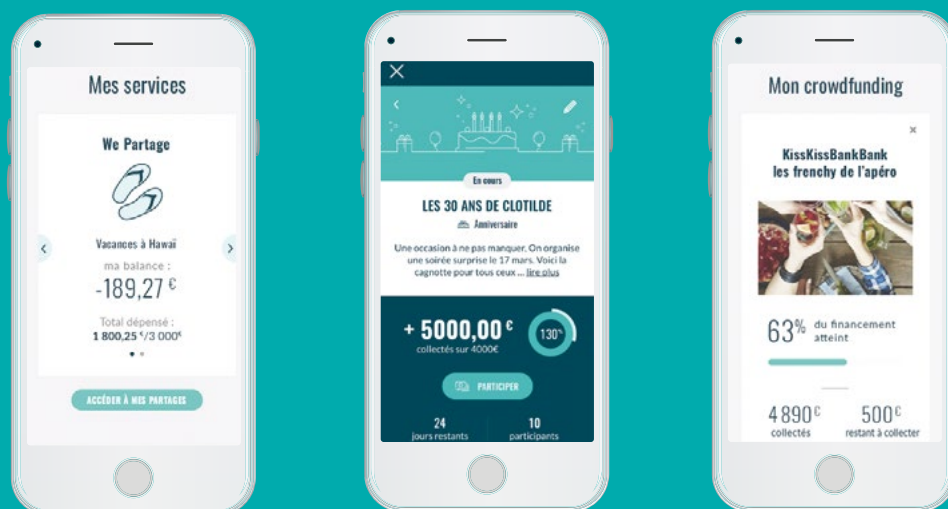 Mes services
We Partage
Vacances à Hawaï
ma balance :
-189,27 €
Total dépensé :
1 800,25 €/3 000€
ACCÉDER À MES PARTAGES
En cours
LES 30 ANS DE CLOTILDE
Anniversaire
Une occasion à ne pas manquer. On organise
une soirée surprise le 17 mars. Voici la
cagnotte pour tous ceux ... lire plus
+ 5000,00 €
collectés sur 4000€
130%
PARTICIPER
24
jours restants
10
participants
Mon crowdfunding
KissKissBankBank
les frenchy de l'apéro
63% du financement
atteint
4 890€
collectés
500€
restant à collecter